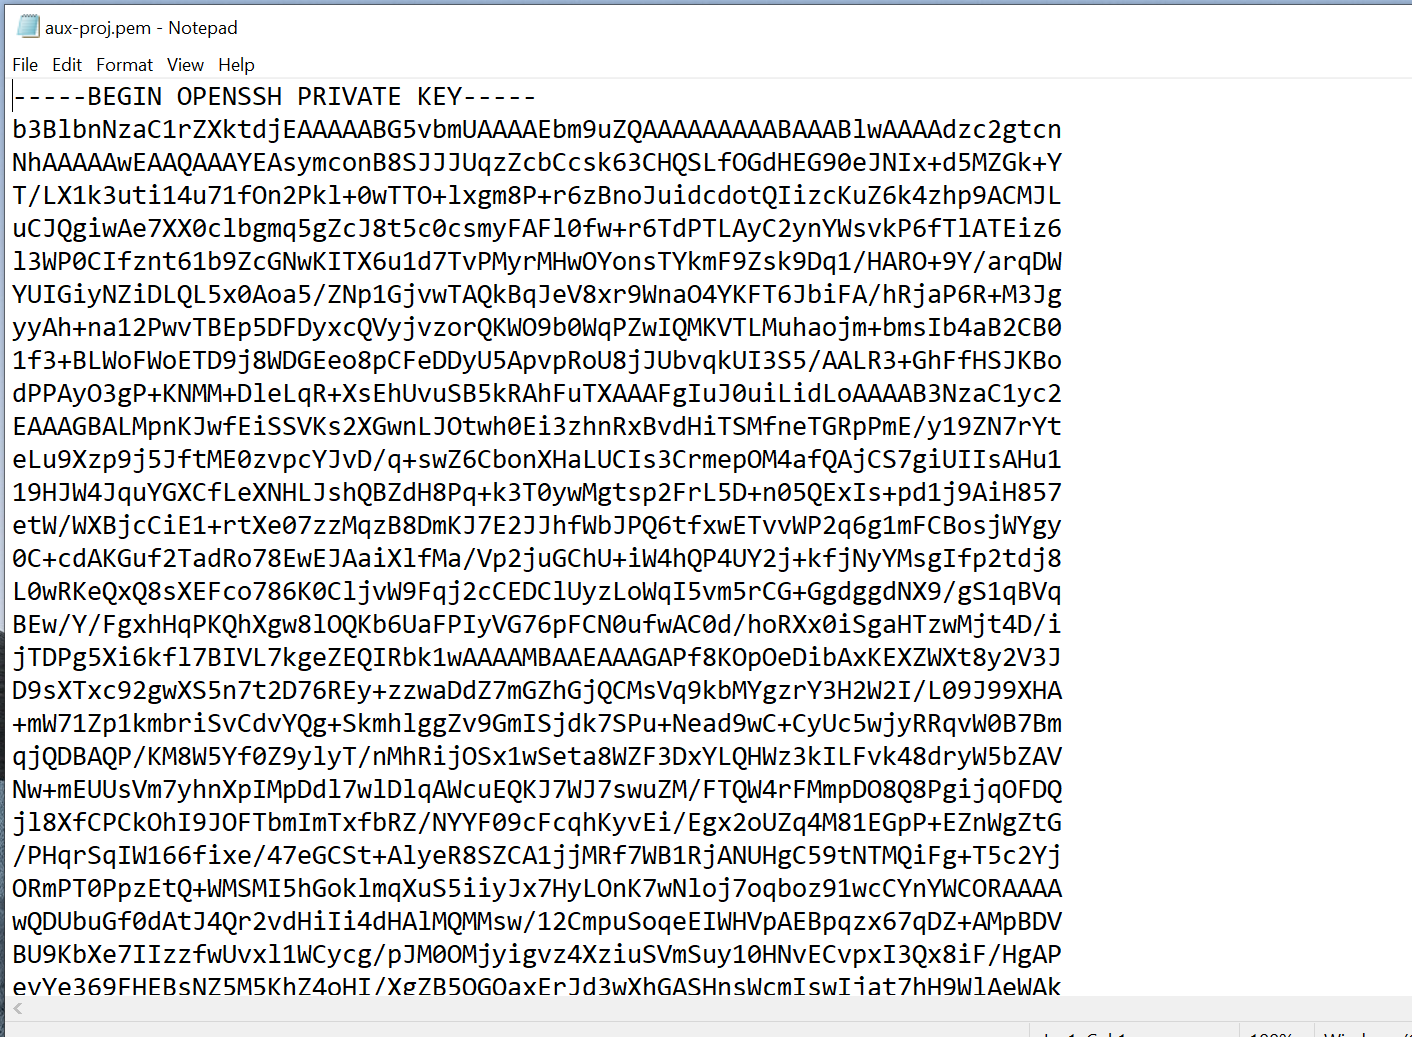 aux-proj.pem - Notepad
File Edit Format View Help
-----BEGIN OPENSSH PRIVATE KEY-----
b3BlbnNzaC1rZXktdjEAAAAABG5vbmUAAAAEbm9uZQAAAAAAAAABAAABlwAAAAdzc2gtcn
NhAAAAAwEAAQAAAYEAsymconB8SJJJUqzZcbCcsk63CHQSLfOGdHEG90eJNIx+d5MZGk+Y
T/LX1k3uti14u71fOn2Pkl+0wTTO+lxgm8P+r6zBnoJuidcdotQIizcKuZ6k4zhp9ACMJL
uCJQgiwAe7XX0clbgmq5gZcJ8t5c0csmyFAFl0fw+r6TdPTLAyC2ynYWsvkP6fTlATEiz6
l3WP0CIfznt61b9ZcGNwKITX6u1d7TvPMyrMHwOYonsTYkmF9Zsk9Dq1/HARO+9Y/arqDW
YUIGiyNZiDLQL5x0Aoa5/ZNp1GjvwTAQkBqJeV8xr9WnaO4YKFT6JbiFA/hRjaP6R+M3Jg
yyAh+na12PwvTBEp5DFDyxcQVyjvzorQKWO9b0WqPZwIQMKVTLMuhaojm+bmsIb4aB2CB0
1f3+BLWoFWoETD9j8WDGEeo8pCFeDDyU5ApvpRoU8jJUbvqkUI3S5/AALR3+GhFfHSJKBo
dPPAyO3gP+KNMM+DleLqR+XsEhUvuSB5kRAhFuTXAAAFgIuJ0uiLidLoAAAAB3NzaC1yc2
EAAAGBALMpnKJwfEiSSVKs2XGwnLJOtwh0Ei3zhnRxBvdHiTSMfneTGRpPmE/y19ZN7rYt
eLu9Xzp9j5JftME0zvpcYJvD/q+swZ6CbonXHaLUCIs3CrmepOM4afQAjCS7giUIIsAHu1
19HJW4JquYGXCfLeXNHLJshQBZdH8Pq+k3T0ywMgtsp2FrL5D+n05QExIs+pd1j9AiH857
etW/WXBjcCiE1+rtXe07zzMqzB8DmKJ7E2JJhfWbJPQ6tfxwETvvWP2q6g1mFCBosjWYgy
0C+cdAKGuf2TadRo78EwEJAaiXlfMa/Vp2juGChU+iW4hQP4UY2j+kfjNyYMsgIfp2tdj8
L0wRKeQxQ8sXEFco786K0CljvW9Fqj2cCEDClUyzLoWqI5vm5rCG+GgdggdNX9/gS1qBVq
BEw/Y/FgxhHqPKQhXgw8lOQKb6UaFPIyVG76pFCN0ufwAC0d/hoRXx0iSgaHTzwMjt4D/i
jTDPg5Xi6kfl7BIVL7kgeZEQIRbk1wAAAAMBAAEAAAGAPf8KOpOeDibAxKEXZWXt8y2V3J
D9sXTxc92gwXS5n7t2D76REy+zzwaDdZ7mGZhGjQCMsVq9kbMYgzrY3H2W2I/L09J99XHA
+mW71Zp1kmbriSvCdvYQg+SkmhlggZv9GmISjdk7SPu+Nead9wC+CyUc5wjyRRqvW0B7Bm
qjQDBAQP/KM8W5Yf0Z9ylyT/nMhRijOSx1wSeta8WZF3DxYLQHWz3kILFvk48dryW5bZAV
Nw+mEUUsVm7yhnXpIMpDdl7wlDlqAWcuEQKJ7WJ7swuZM/FTQW4rFMmpDO8Q8PgijqOFDQ
jl8XfCPCkOhI9JOFTbmImTxfbRZ/NYYF09cFcqhKyvEi/Egx2oUZq4M81EGpP+EZnWgZtG
/PHqrSqIW166fixe/47eGCSt+AlyeR8SZCA1jjMRf7WB1RjANUHgC59tNTMQiFg+T5c2Yj
ORmPT0PpzEtQ+WMSMI5hGoklmqXuS5iiyJx7HyLOnK7wNloj7oqboz91wcCYnYWCORAAAA
wQDUbuGf0dAtJ4Qr2vdHiIi4dHAlMQMMsw/12CmpuSoqeEIWHVpAEBpqzx67qDZ+AMpBDV
BU9KbXe7IIzzfwUvxl1WCycg/pJM0OMjyigvz4XziuSVmSuy10HNvECvpxI3Qx8iF/HgAP